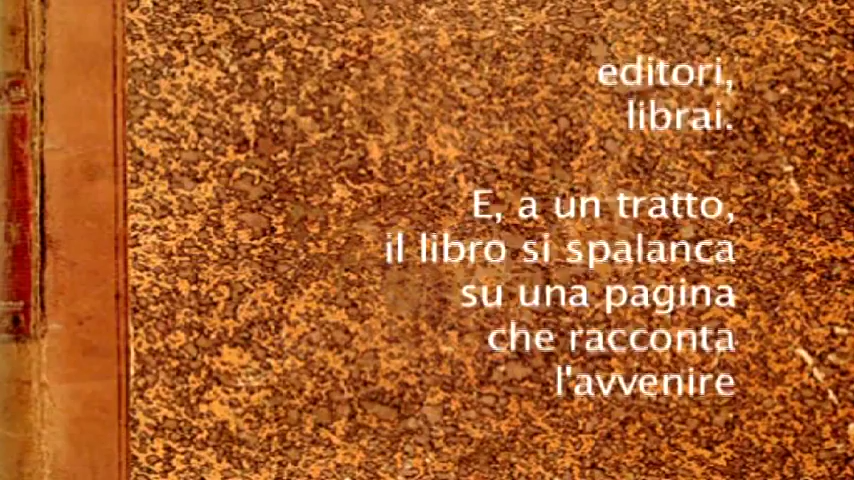 editori,
librai.
E, a un tratto,
il libro si spalanca
su una pagina
che racconta
l'avvenire